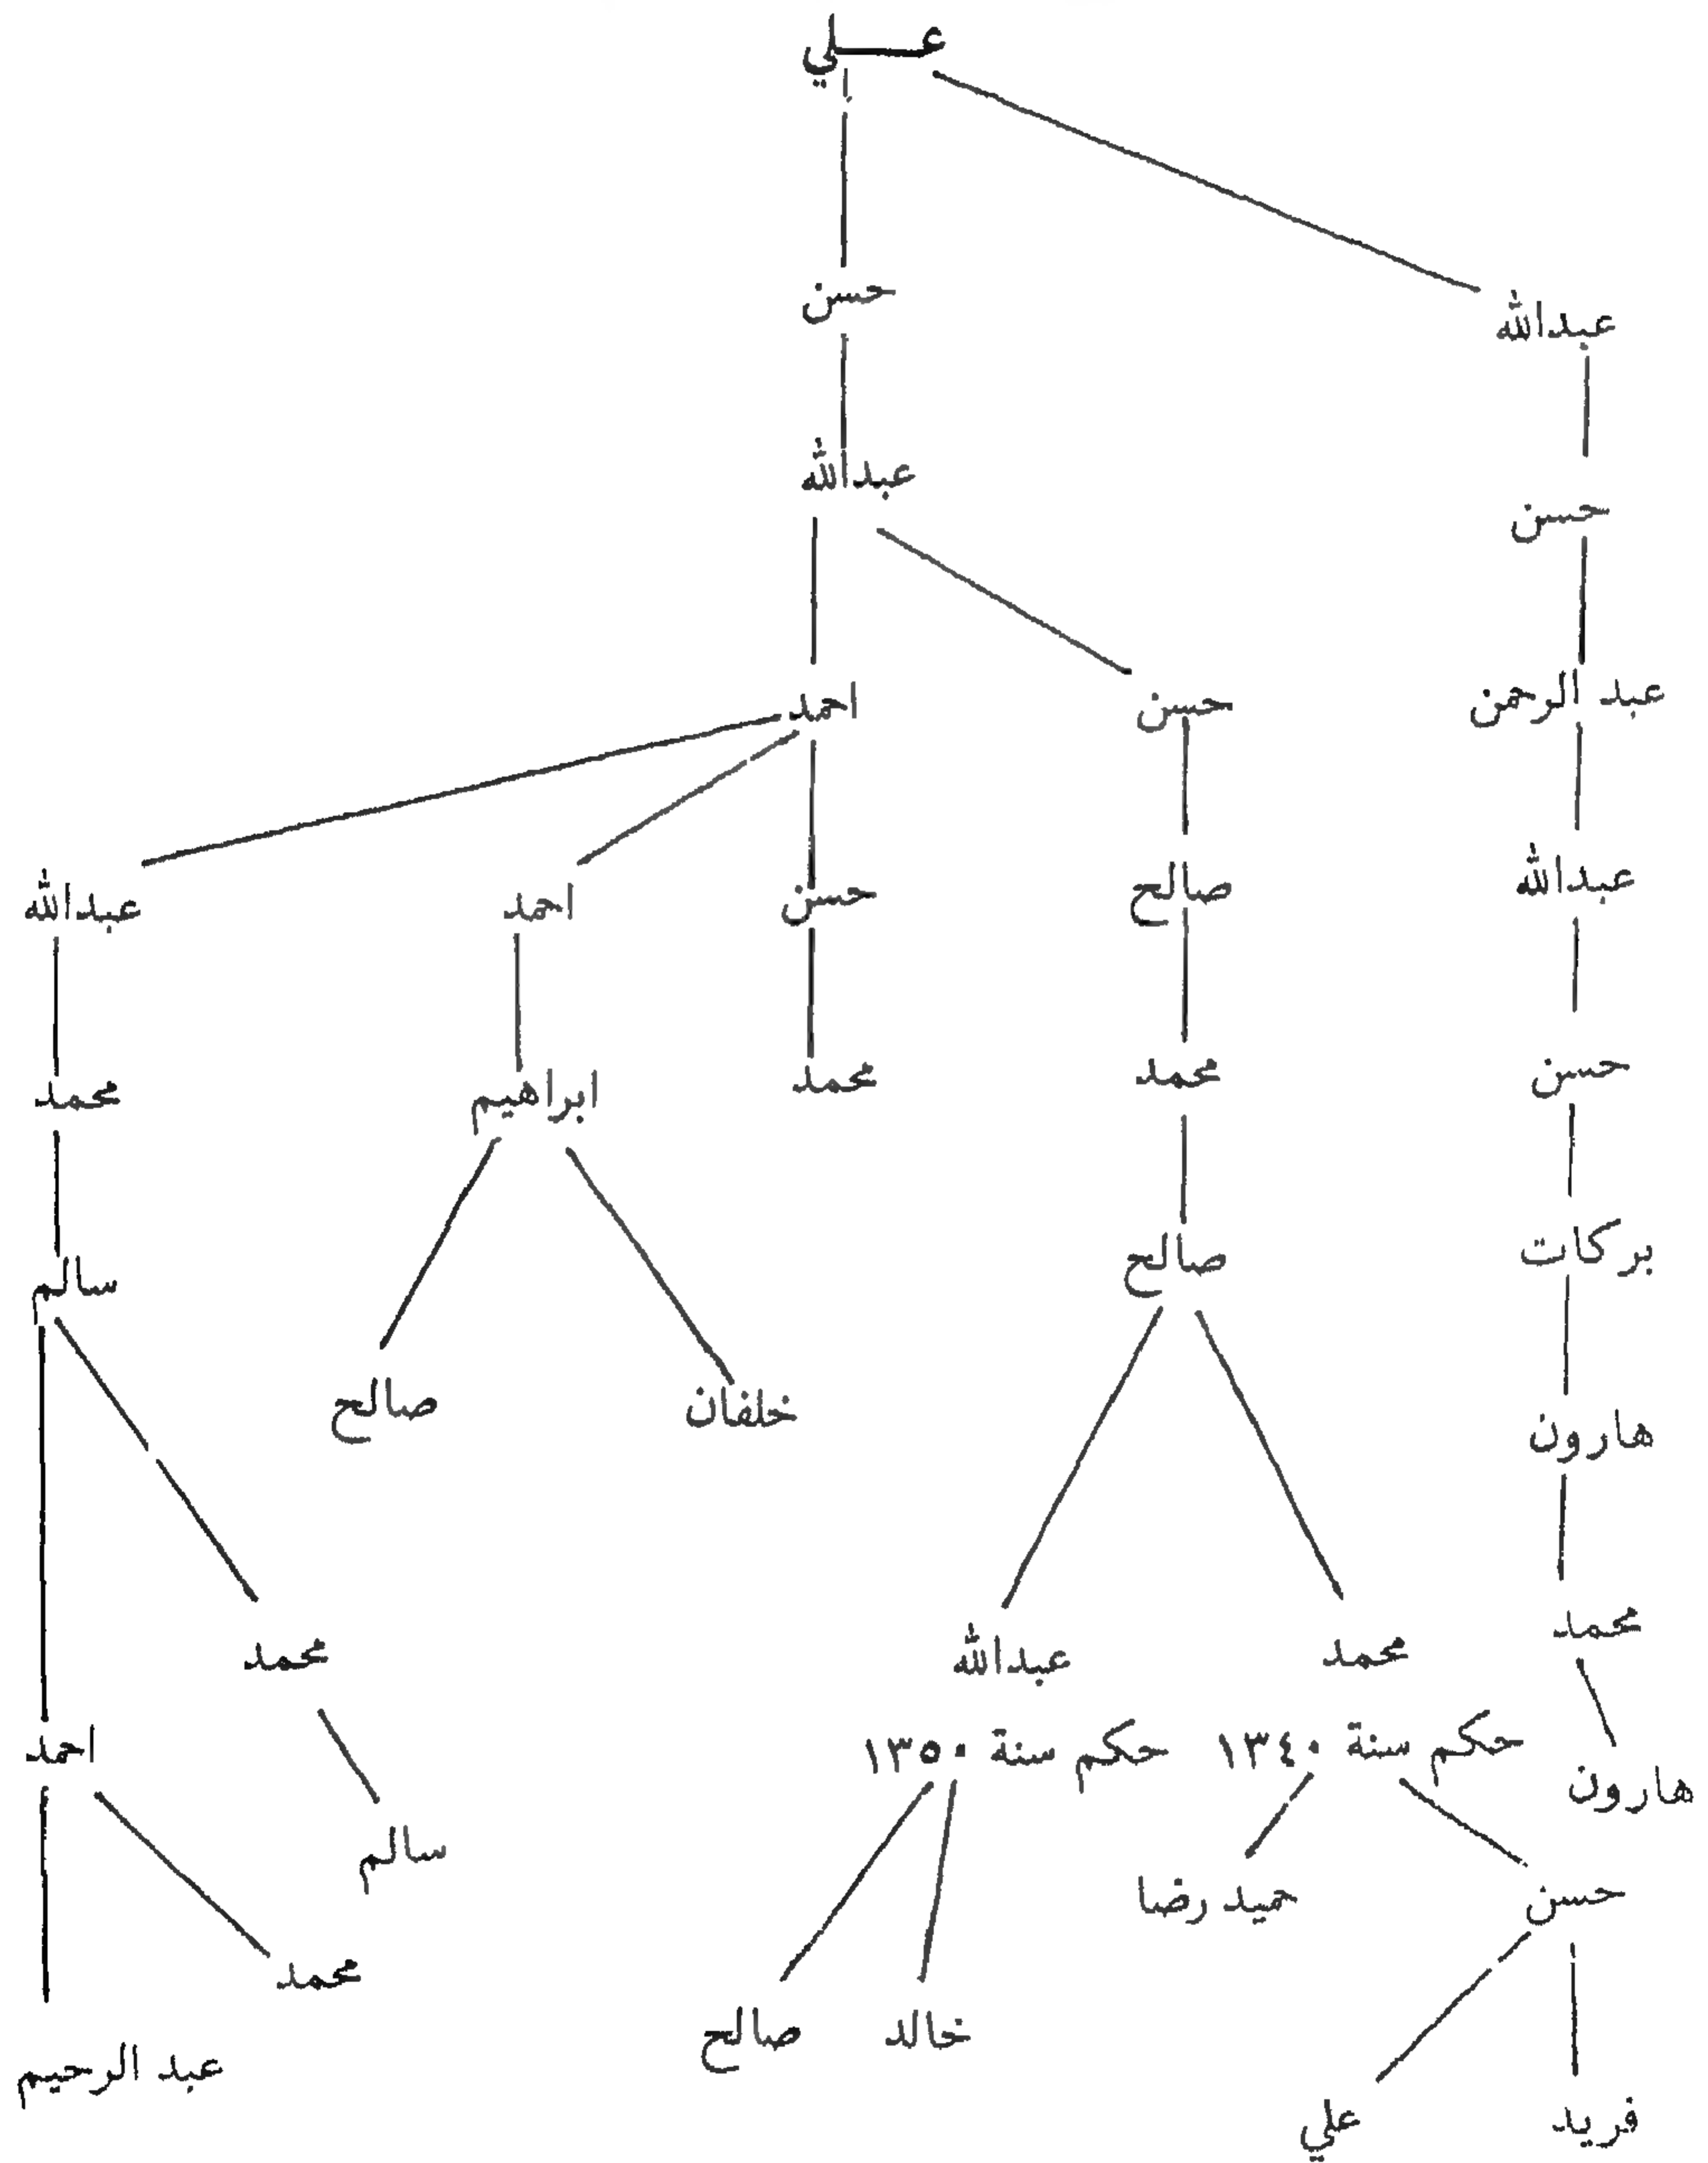 علي
حسن
عبدالله
عبدالله
حسن
احمد
حسن
عبد الرحمن
عبدالله
احمد
حسن
صالح
عبدالله
محمد
ابراهيم
محمد
محمد
حسن
سالم
صالح
بركات
صالح
خلفان
هارون
محمد
عبدالله
محمد
محمد
حكم سنة ١٣٤٠
حكم سنة ١٣٥٠
احمد
هارون
سالم
حميد رضا
حسن
محمد
خالد
صالح
عبد الرحيم
فريد
علي